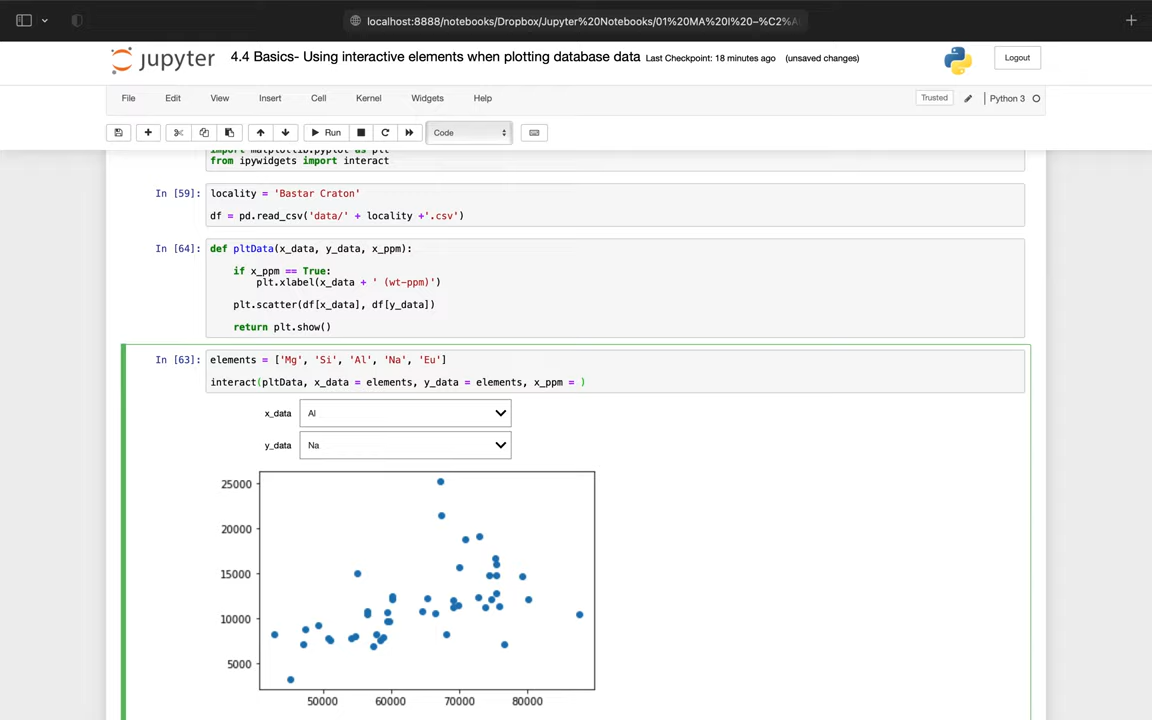 localhost:8888/notebooks/Dropbox/Jupyter%20Notebooks/01%20MA%20I%20–%C2%A
jupyter 4.4 Basics- Using interactive elements when plotting database data Last Checkpoint: 18 minutes ago (unsaved changes) Logout
File Edit View Insert Cell Kernel Widgets Help Trusted Python 3
Run Code
import matplotlib.pyplot as plt
from ipywidgets import interact
In [59]: locality = 'Bastar Craton'
df = pd.read_csv('data/' + locality +'.csv')
In [64]: def pltData(x_data, y_data, x_ppm):
if x_ppm == True:
plt.xlabel(x_data + ' (wt-ppm)')
plt.scatter(df[x_data], df[y_data])
return plt.show()
In [63]: elements = ['Mg', 'Si', 'Al', 'Na', 'Eu']
interact(pltData, x_data = elements, y_data = elements, x_ppm = )
x_data Al
y_data Na
25000
20000
15000
10000
5000
50000 60000 70000 80000